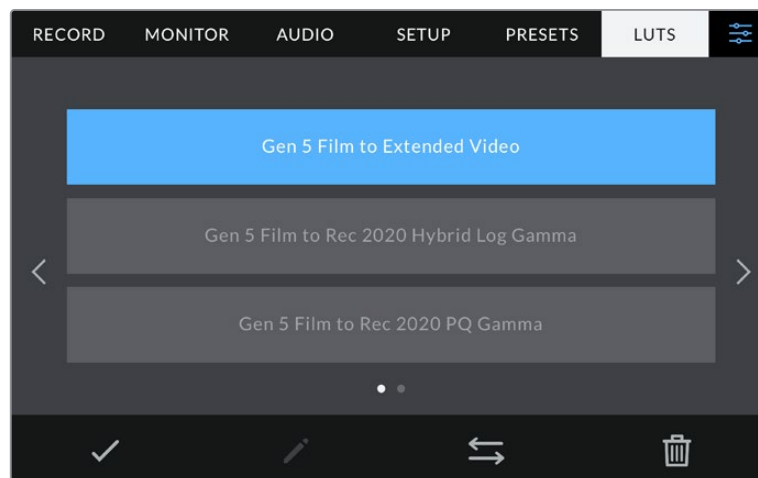 RECORD MONITOR AUDIO SETUP PRESETS LUTS
Gen 5 Film to Extended Video
Gen 5 Film to Rec 2020 Hybrid Log Gamma
Gen 5 Film to Rec 2020 PQ Gamma